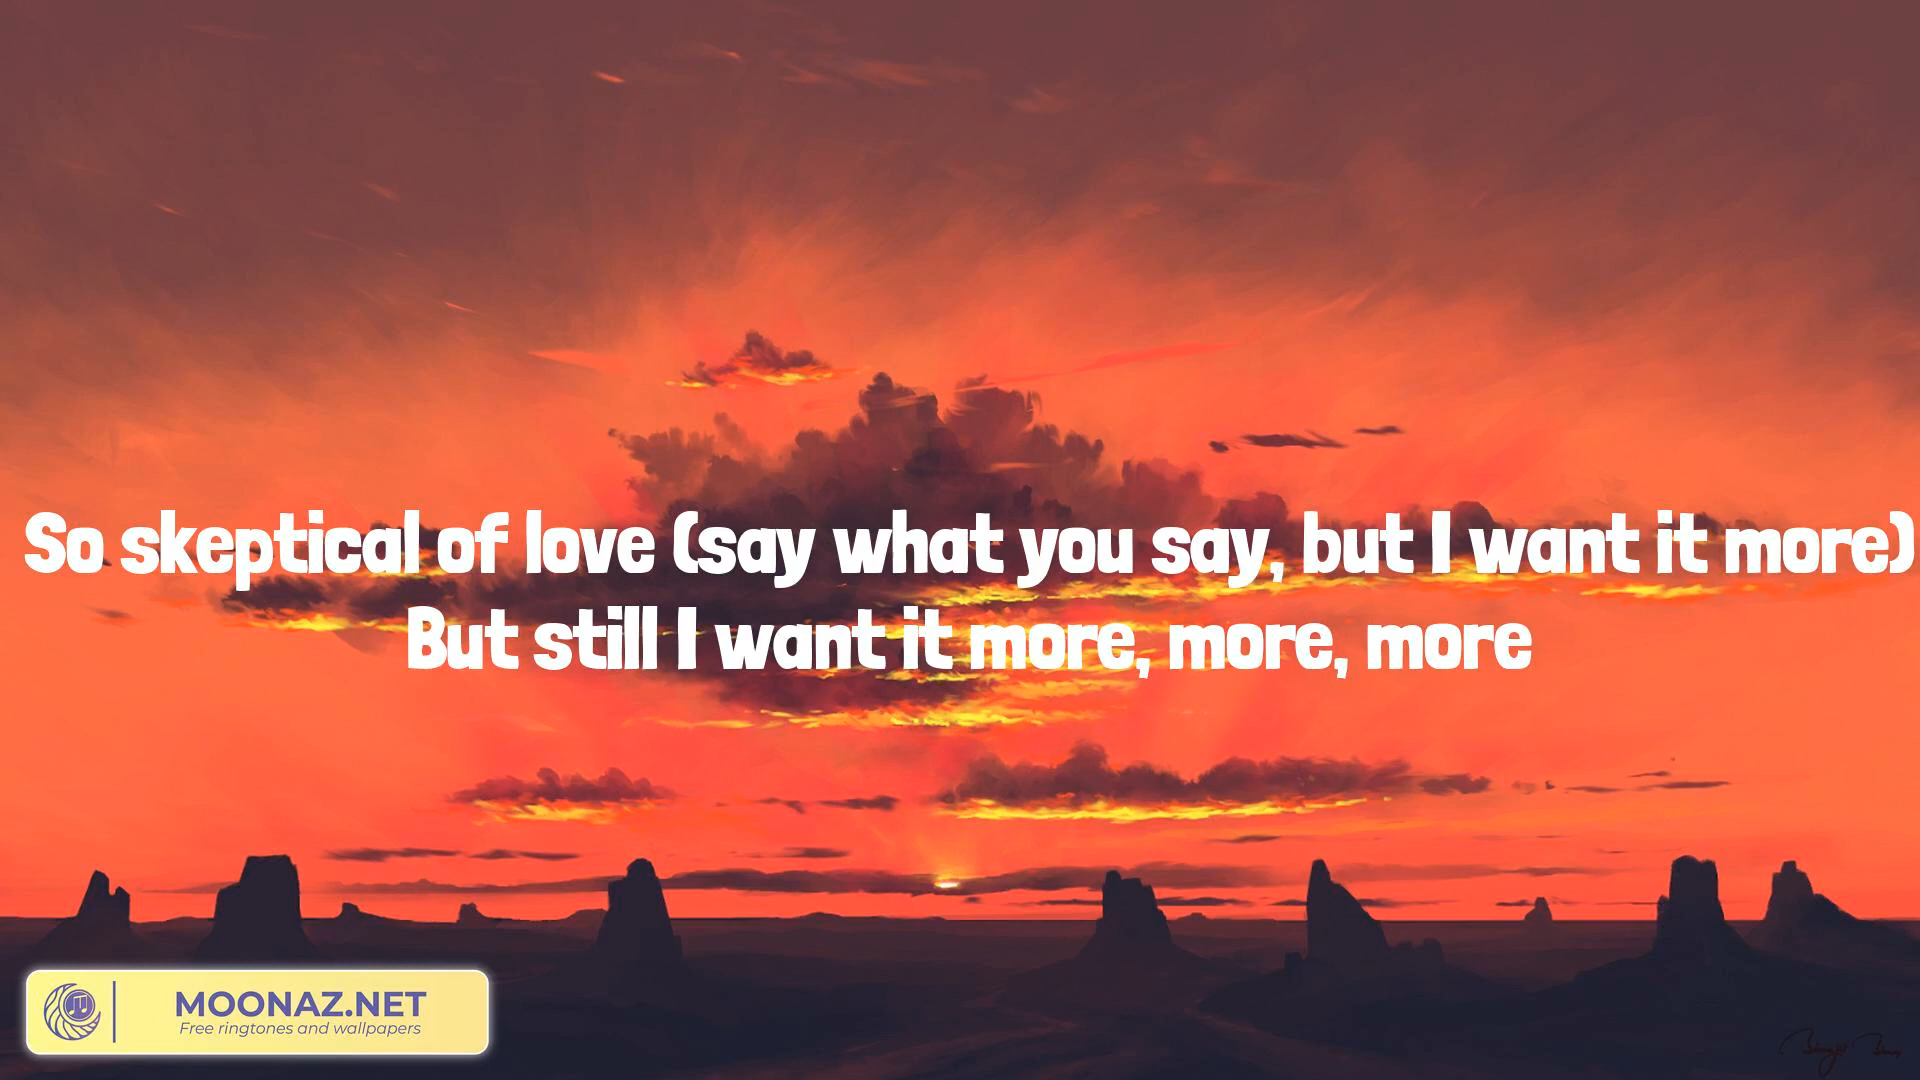 So skeptical of love (say what you say, but I want it more)
But still I want it more, more, more
MOONAZ.NET
Free ringtones and wallpapers